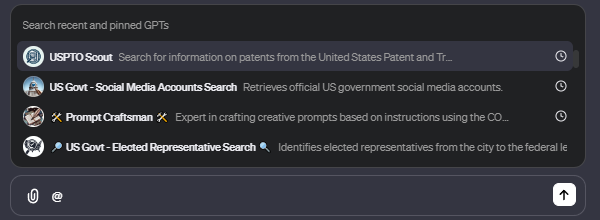 Search recent and pinned GPTs
USPTO Scout Search for information on patents from the United States Patent and Tr...
US Govt - Social Media Accounts Search Retrieves official US government social media accounts.
🛠️ Prompt Craftsman 🛠️ Expert in crafting creative prompts based on instructions using the CO...
🔎 US Govt - Elected Representative Search 🔍 Identifies elected representatives from the city to the federal le
@